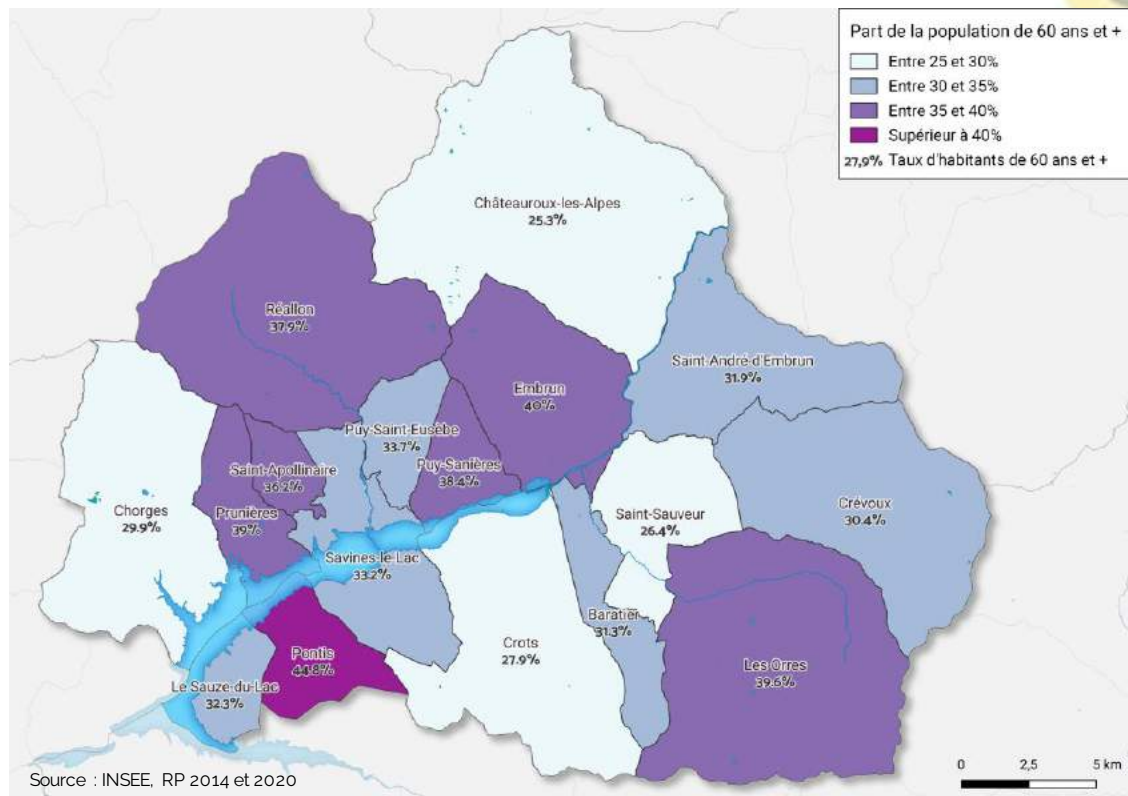 Part de la population de 60 ans et +
Entre 25 et 30%
Entre 30 et 35%
Entre 35 et 40%
Supérieur à 40%
27,9% Taux d'habitants de 60 ans et +
Châteauroux-les-Alpes
25.3%
Réallon
37.9%
Saint-André-d'Embrun
31.9%
Embrun
40%
Puy-Saint-Eusèbe
33.7%
Puy-Sanières
38.4%
Saint-Apollinaire
36.2%
Prunières
39%
Chorges
29.9%
Saint-Sauveur
26.4%
Crévoux
30.4%
Savines-le-Lac
33.2%
Baratier
31.3%
Crots
27.9%
Pontis
44.8%
Les Orres
39.6%
Le Sauze-du-Lac
32.3%
Source : INSEE, RP 2014 et 2020
0 2,5 5 km